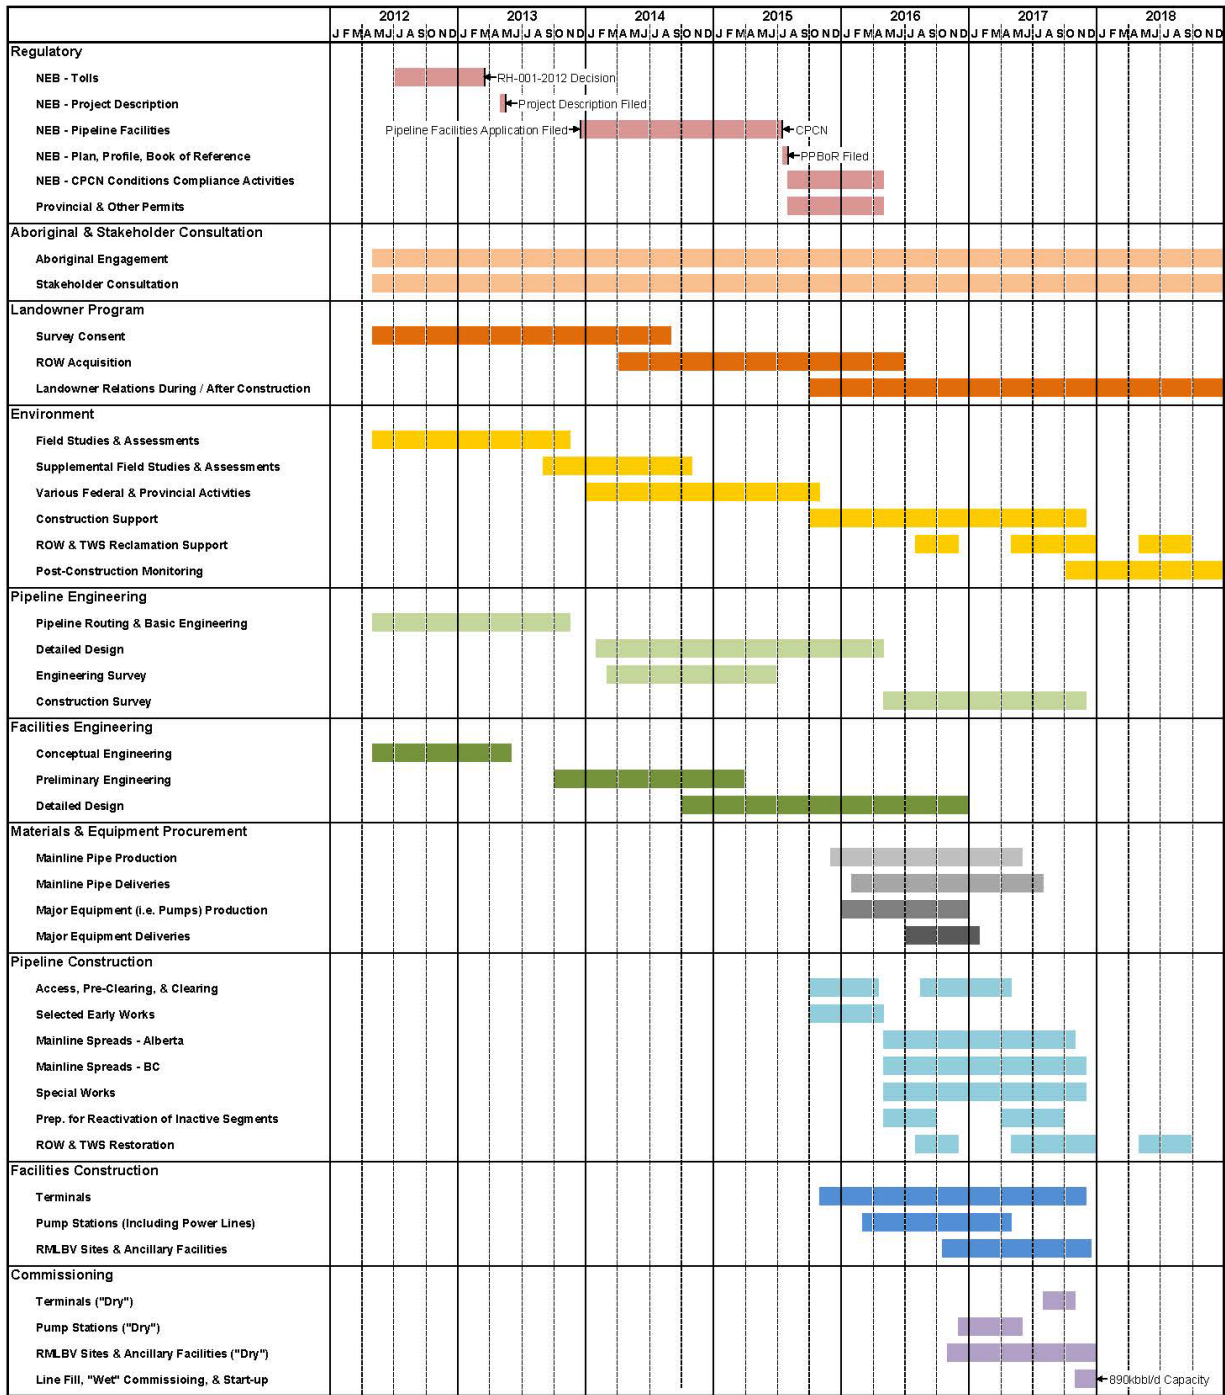 2012 2013 2014 2015 2016 2017 2018
J F M A M J J A S O N D J F M A M J J A S O N D J F M A M J J A S O N D J F M A M J J A S O N D J F M A M J J A S O N D J F M A M J J A S O N D J F M A M J J A S O N D
Regulatory
NEB - Tolls RH-001-2012 Decision
NEB - Project Description Project Description Filed
NEB - Pipeline Facilities Pipeline Facilities Application Filed CPCN
NEB - Plan, Profile, Book of Reference PPBoR Filed
NEB - CPCN Conditions Compliance Activities
Provincial & Other Permits
Aboriginal & Stakeholder Consultation
Aboriginal Engagement
Stakeholder Consultation
Landowner Program
Survey Consent
ROW Acquisition
Landowner Relations During / After Construction
Environment
Field Studies & Assessments
Supplemental Field Studies & Assessments
Various Federal & Provincial Activities
Construction Support
ROW & TWS Reclamation Support
Post-Construction Monitoring
Pipeline Engineering
Pipeline Routing & Basic Engineering
Detailed Design
Engineering Survey
Construction Survey
Facilities Engineering
Conceptual Engineering
Preliminary Engineering
Detailed Design
Materials & Equipment Procurement
Mainline Pipe Production
Mainline Pipe Deliveries
Major Equipment (i.e. Pumps) Production
Major Equipment Deliveries
Pipeline Construction
Access, Pre-Clearing, & Clearing
Selected Early Works
Mainline Spreads - Alberta
Mainline Spreads - BC
Special Works
Prep. for Reactivation of Inactive Segments
ROW & TWS Restoration
Facilities Construction
Terminals
Pump Stations (Including Power Lines)
RMLBV Sites & Ancillary Facilities
Commissioning
Terminals ("Dry")
Pump Stations ("Dry")
RMLBV Sites & Ancillary Facilities ("Dry")
Line Fill, "Wet" Commissioing, & Start-up 890kbbl/d Capacity